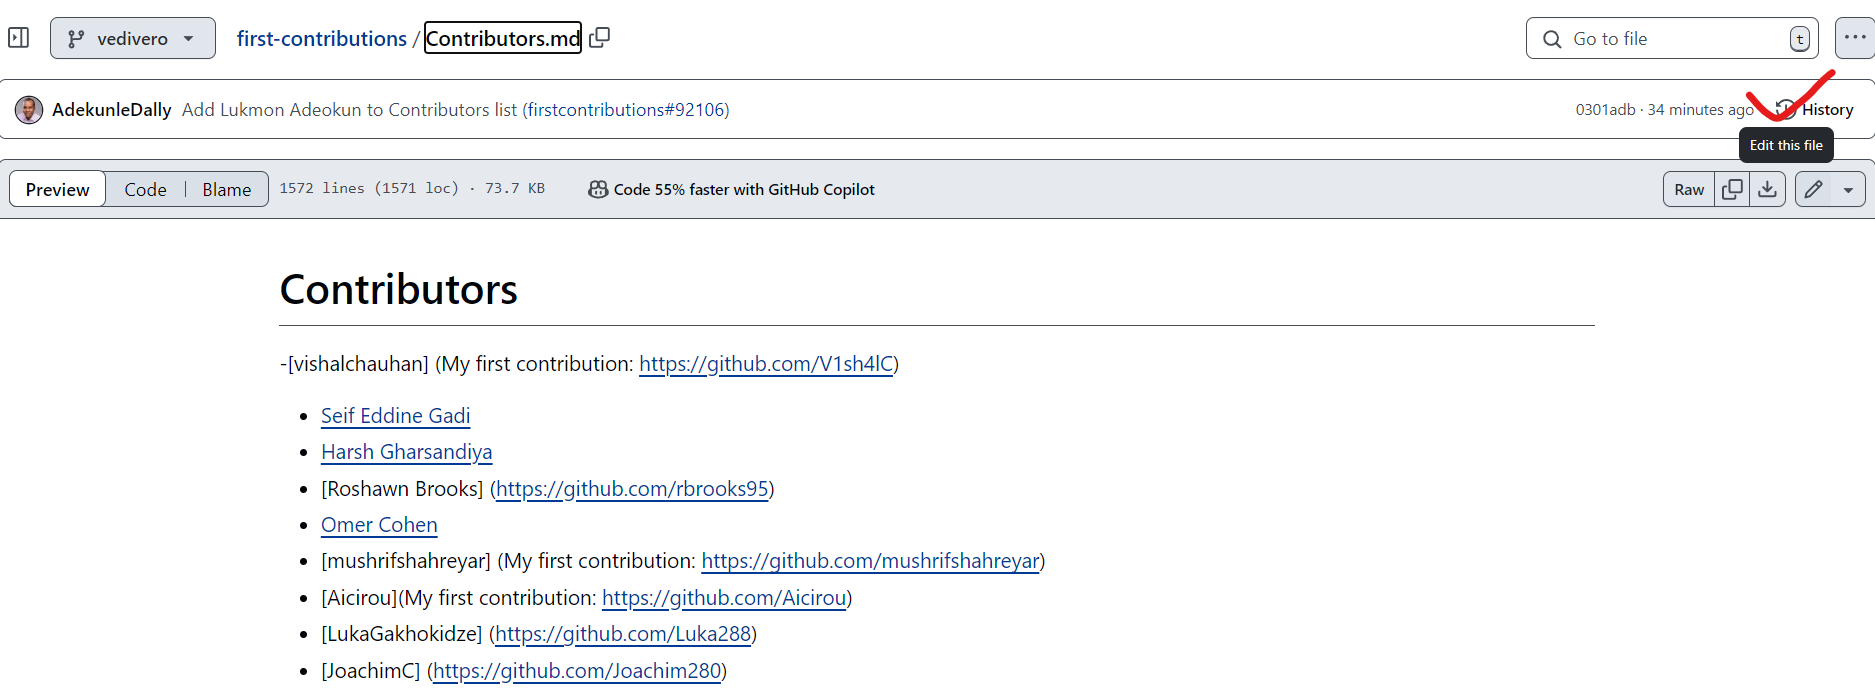 vedivero first-contributions / Contributors.md Go to file t ...
AdekunleDally Add Lukmon Adeokun to Contributors list (firstcontributions#92106) 0301adb · 34 minutes ago History
Edit this file
Preview Code Blame 1572 lines (1571 loc) · 73.7 KB Code 55% faster with GitHub Copilot Raw
Contributors
-[vishalchauhan] (My first contribution: https://github.com/V1sh4lC)
• Seif Eddine Gadi
• Harsh Gharsandiya
• [Roshawn Brooks] (https://github.com/rbrooks95)
• Omer Cohen
• [mushrifshahreyar] (My first contribution: https://github.com/mushrifshahreyar)
• [Aicirou](My first contribution: https://github.com/Aicirou)
• [LukaGakhokidze] (https://github.com/Luka288)
• [JoachimC] (https://github.com/Joachim280)